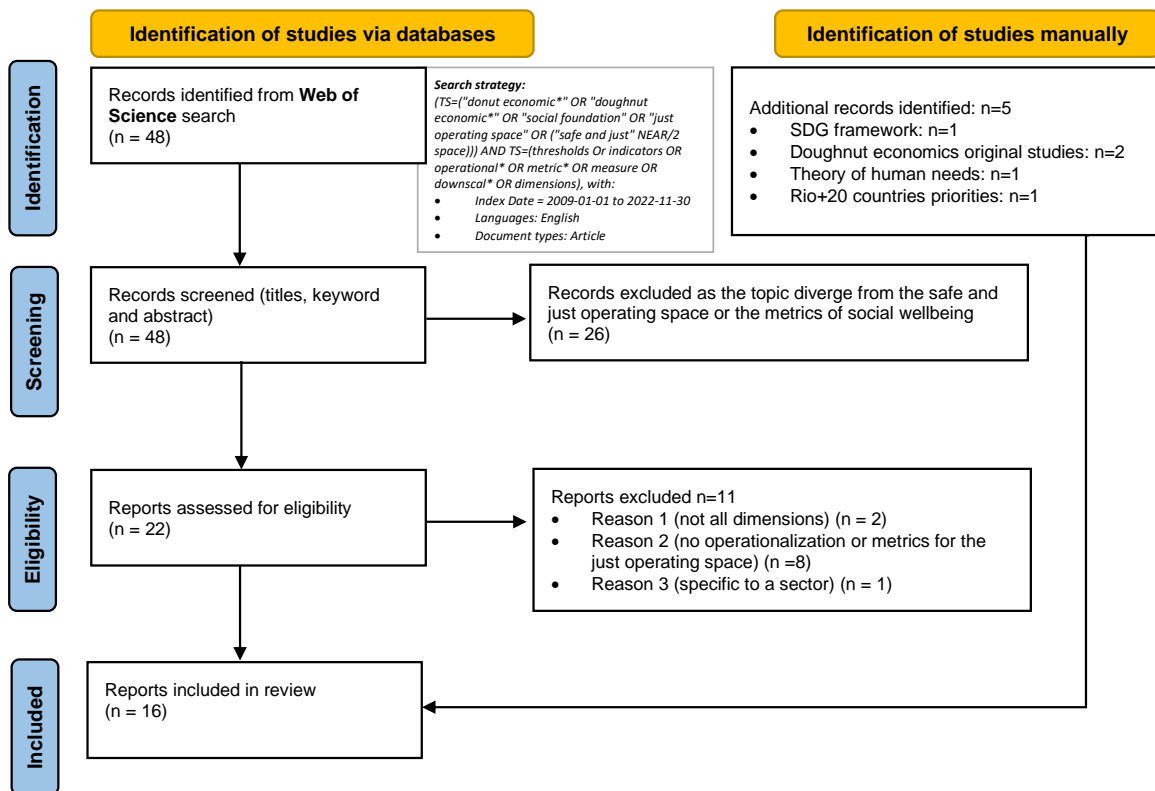 Identification of studies via databases
Identification of studies manually
Identification
Records identified from Web of
Science search
(n = 48)
Search strategy:
(TS=("donut economic*" OR "doughnut
economic*" OR "social foundation" OR "just
operating space" OR ("safe and just" NEAR/2
space))) AND TS=(thresholds Or indicators OR
operational* OR metric* OR measure OR
downscal* OR dimensions), with:
• Index Date = 2009-01-01 to 2022-11-30
• Languages: English
• Document types: Article
Additional records identified: n=5
• SDG framework: n=1
• Doughnut economics original studies: n=2
• Theory of human needs: n=1
• Rio+20 countries priorities: n=1
Screening
Records screened (titles, keyword
and abstract)
(n = 48)
Records excluded as the topic diverge from the safe and
just operating space or the metrics of social wellbeing
(n = 26)
Eligibility
Reports assessed for eligibility
(n = 22)
Reports excluded n=11
• Reason 1 (not all dimensions) (n = 2)
• Reason 2 (no operationalization or metrics for the
just operating space) (n =8)
• Reason 3 (specific to a sector) (n = 1)
Included
Reports included in review
(n = 16)